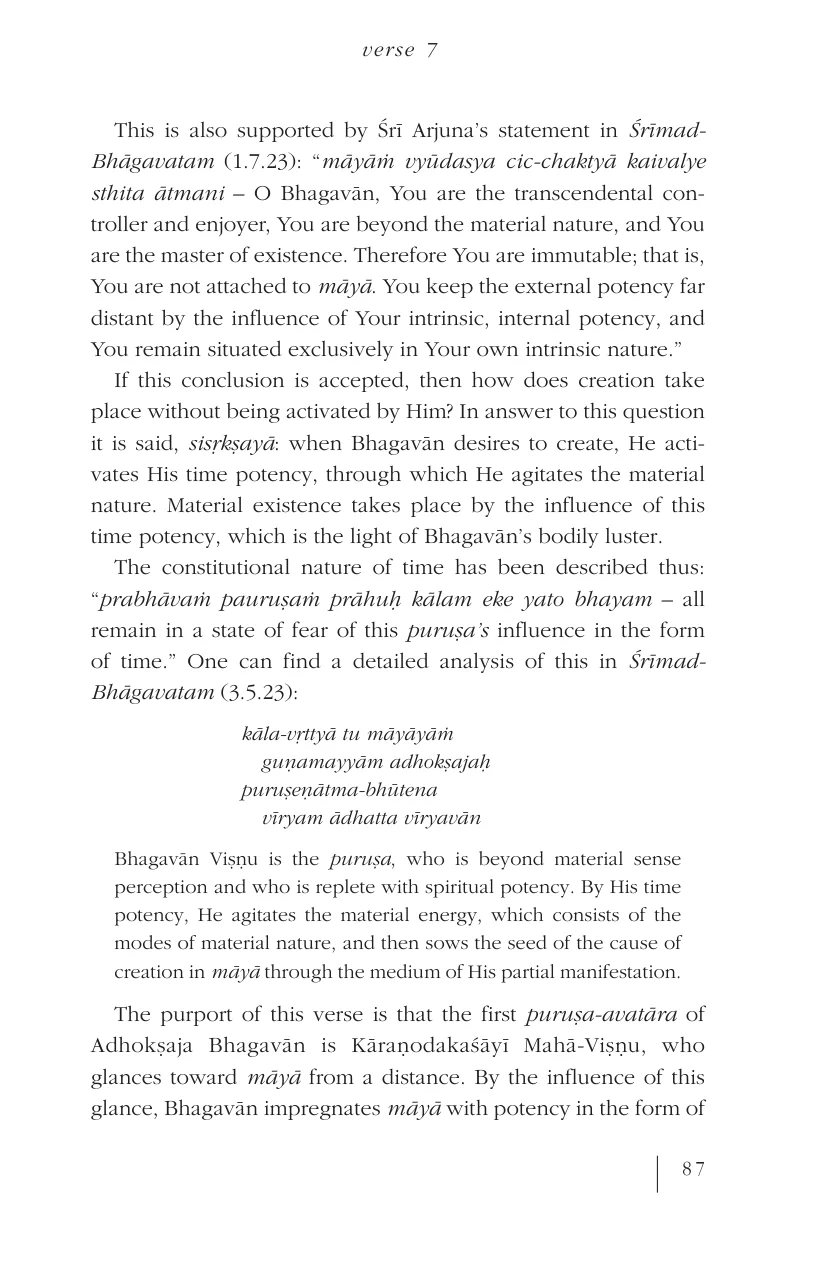 verse 7
This is also supported by Śrī Arjuna’s statement in Śrīmad-
Bhāgavatam (1.7.23): “māyāṁ vyūdasya cic-chaktyā kaivalye
sthita ātmani – O Bhagavān, You are the transcendental con-
troller and enjoyer, You are beyond the material nature, and You
are the master of existence. Therefore You are immutable; that is,
You are not attached to māyā. You keep the external potency far
distant by the influence of Your intrinsic, internal potency, and
You remain situated exclusively in Your own intrinsic nature.”
If this conclusion is accepted, then how does creation take
place without being activated by Him? In answer to this question
it is said, sisṛkṣayā: when Bhagavān desires to create, He acti-
vates His time potency, through which He agitates the material
nature. Material existence takes place by the influence of this
time potency, which is the light of Bhagavān’s bodily luster.
The constitutional nature of time has been described thus:
“prabhāvaṁ pauruṣaṁ prāhuḥ kālam eke yato bhayam – all
remain in a state of fear of this puruṣa’s influence in the form
of time.” One can find a detailed analysis of this in Śrīmad-
Bhāgavatam (3.5.23):
kāla-vṛttyā tu māyāyāṁ
guṇamayyām adhokṣajaḥ
puruṣeṇātma-bhūtena
vīryam ādhatta vīryavān
Bhagavān Viṣṇu is the puruṣa, who is beyond material sense
perception and who is replete with spiritual potency. By His time
potency, He agitates the material energy, which consists of the
modes of material nature, and then sows the seed of the cause of
creation in māyā through the medium of His partial manifestation.
The purport of this verse is that the first puruṣa-avatāra of
Adhokṣaja Bhagavān is Kāraṇodakaśāyī Mahā-Viṣṇu, who
glances toward māyā from a distance. By the influence of this
glance, Bhagavān impregnates māyā with potency in the form of
87